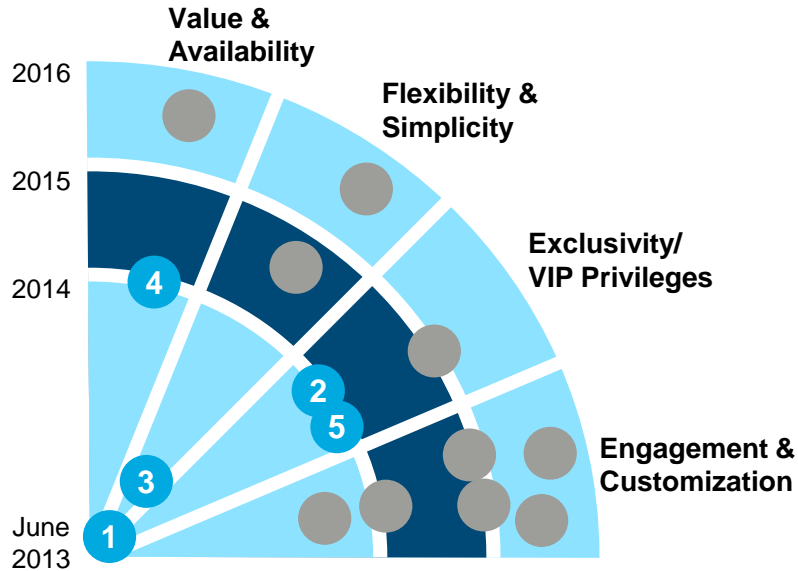 Value &
Availability
2016
Flexibility &
Simplicity
2015
Exclusivity/
VIP Privileges
2014
4
2
5
Engagement &
Customization
3
June
2013
1